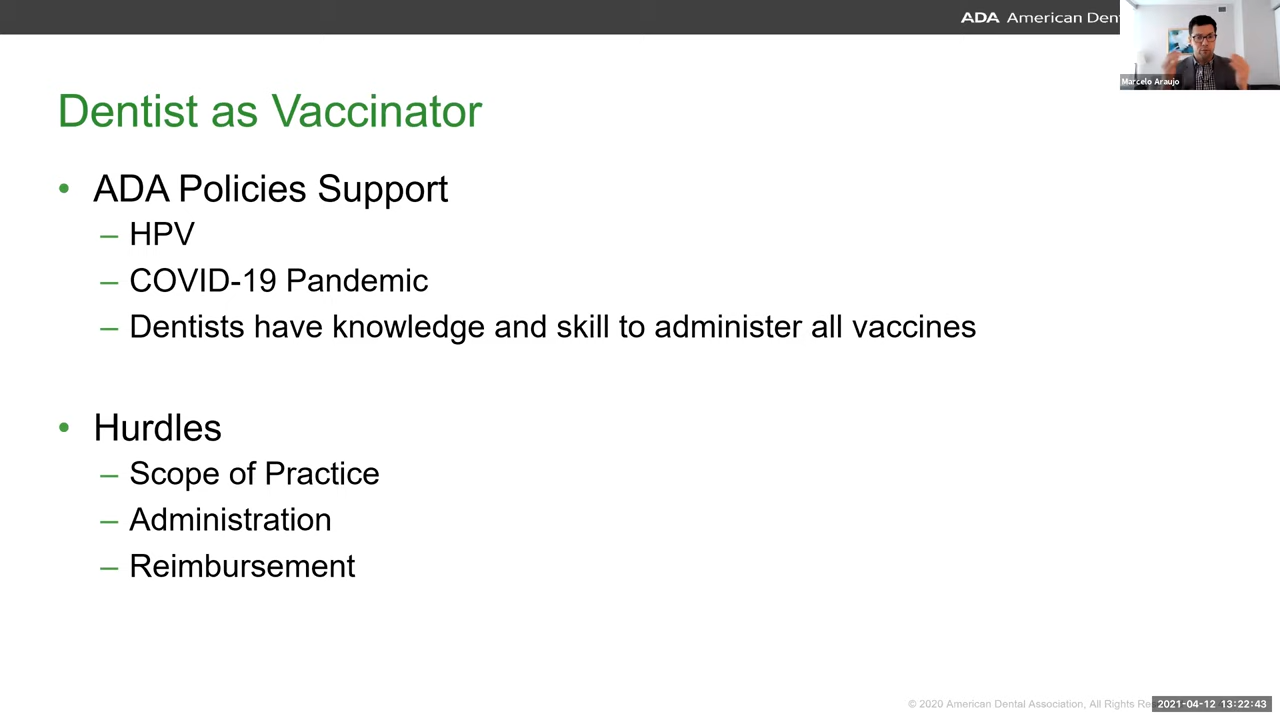 ADA American Den
Marcelo Araujo
Dentist as Vaccinator
• ADA Policies Support
– HPV
– COVID-19 Pandemic
– Dentists have knowledge and skill to administer all vaccines
• Hurdles
– Scope of Practice
– Administration
– Reimbursement
© 2020 American Dental Association, All Rights Re
2021-04-12 13:22:43